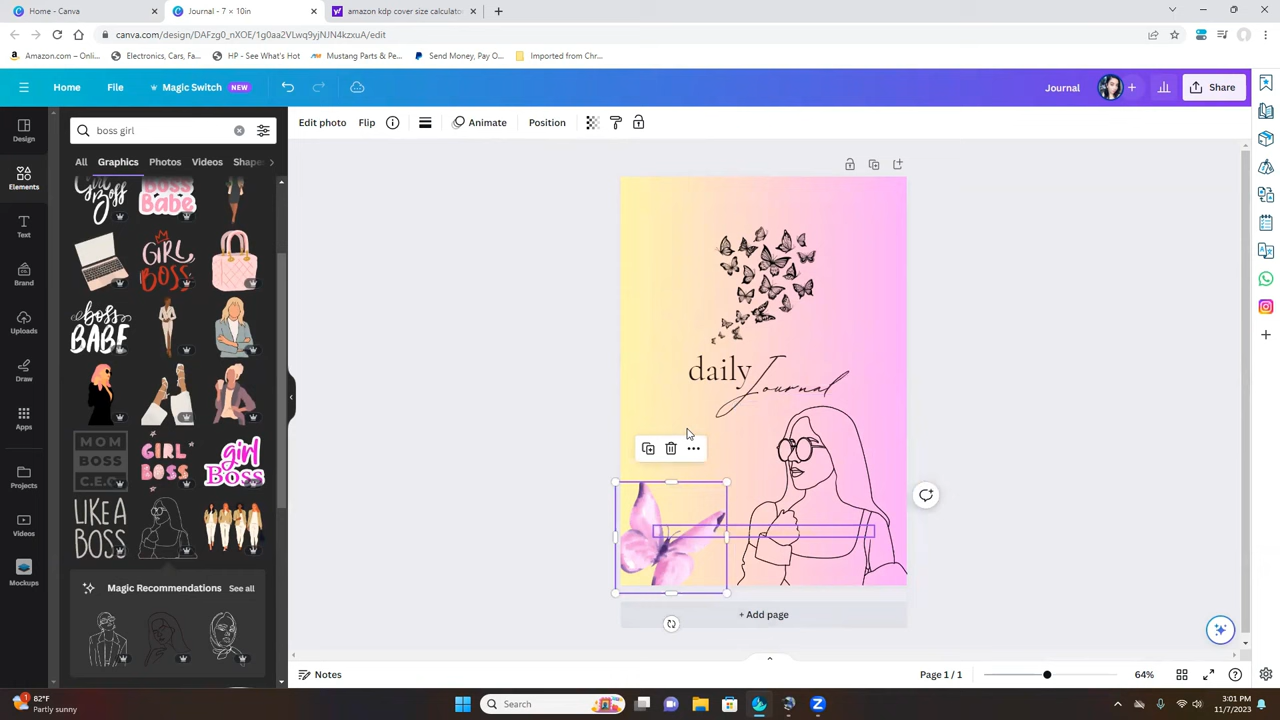 Home - Canva
Journal - 7 × 10in
amazon kdp cover size calculator
canva.com/design/DAFzg0_nXOE/1g0aa2VLwq9yjNJN4kzxuA/edit
Amazon.com – Onli...
Electronics, Cars, Fa...
HP - See What's Hot
Mustang Parts & Pe...
Send Money, Pay O...
Imported from Chr...
Home
File
Magic Switch
NEW
Journal
Share
Design
Elements
Text
Brand
Uploads
Draw
Apps
Projects
Videos
Mockups
boss girl
All
Graphics
Photos
Videos
Shape
Girl Boss
Boss Babe
GIRL BOSS
boss BABE
MOM BOSS C.E.O.
GIRL BOSS
girl Boss
LIKE A BOSS
Magic Recommendations
See all
Edit photo
Flip
Animate
Position
daily Journal
+ Add page
Notes
Page 1 / 1
64%
82°F
Partly sunny
Search
3:01 PM
11/7/2023